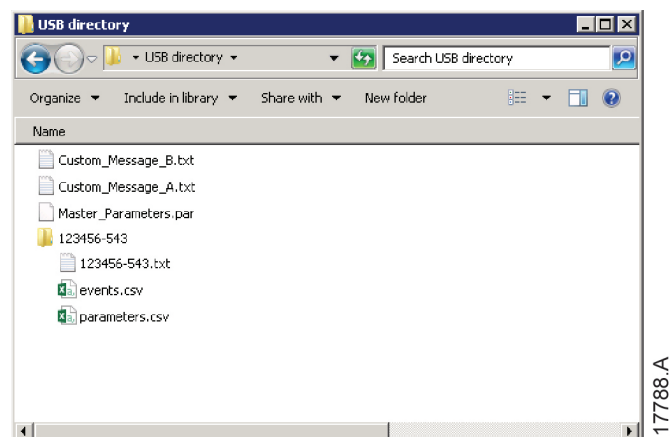 USB directory
USB directory
Search USB directory
Organize
Include in library
Share with
New folder
Name
Custom_Message_B.txt
Custom_Message_A.txt
Master_Parameters.par
123456-543
123456-543.txt
events.csv
parameters.csv
17788.A